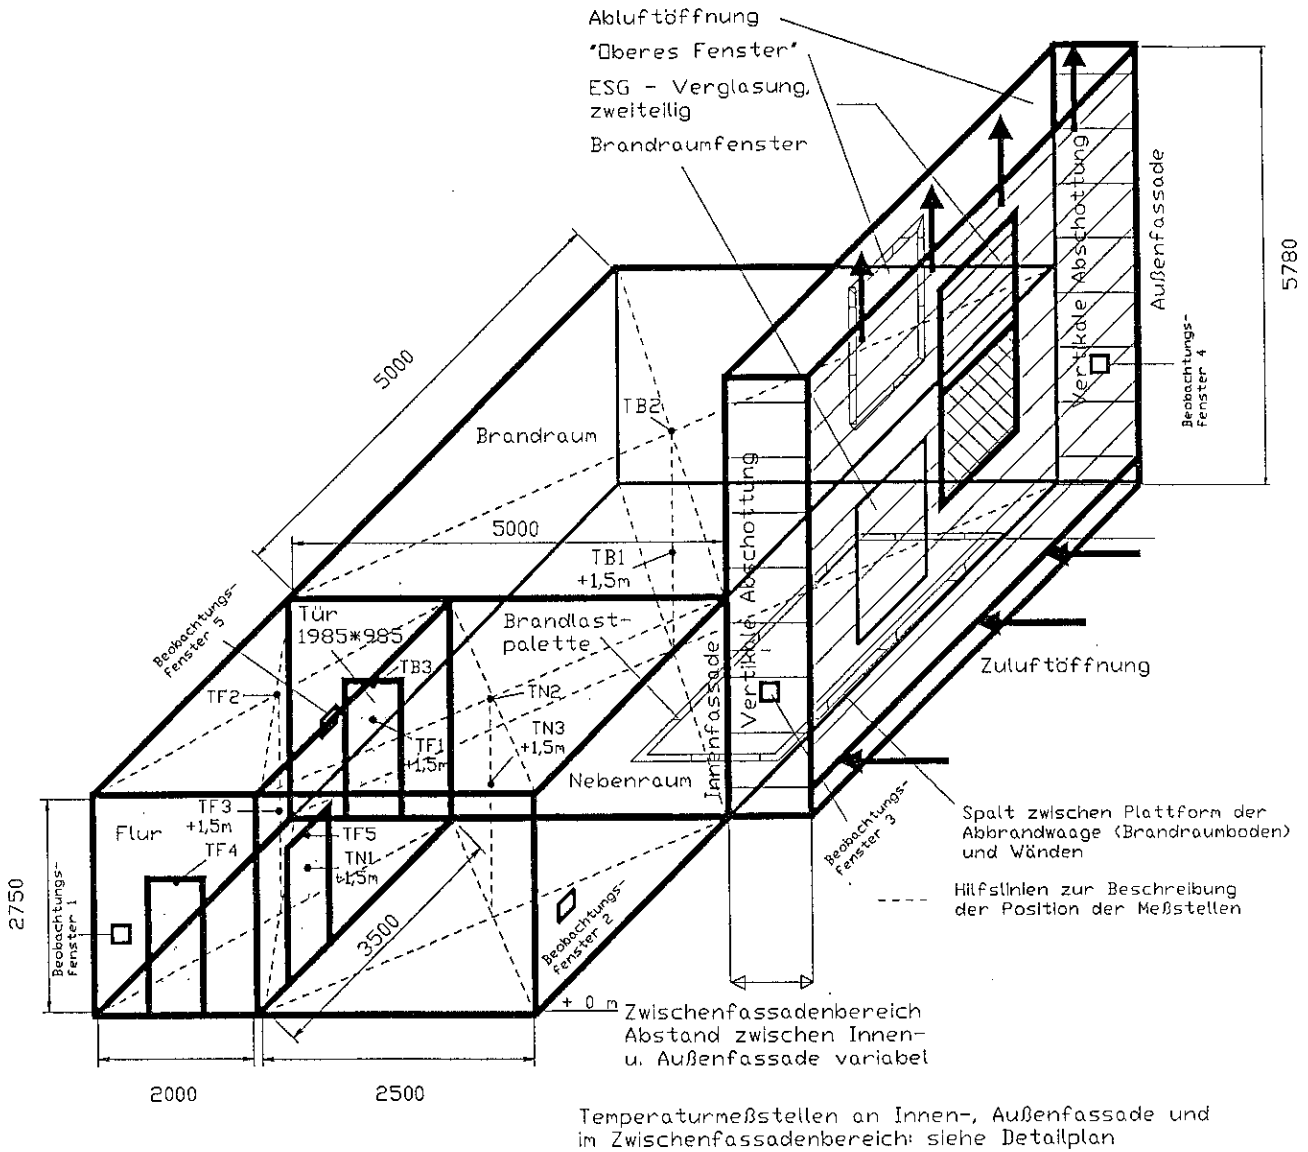 Abluftöffnung
"Oberes Fenster"
ESG - Verglasung,
zweiteilig
Brandraumfenster
Vertikale Abschottung
Außenfassade
5780
Beobachtungs-
fenster 4
5000
TB2
Brandraum
5000
TB1
+1,5m
Vertikale Abschottung
Innenfassade
Beobachtungs-
fenster 5
Tür
1985*985
TB3
Brandlast-
palette
TF2
TN2
TF1
+1,5m
TN3
+1,5m
Nebenraum
Zuluftöffnung
TF3
+1,5m
Flur
TF4
TF5
TN1
+1,5m
3500
2750
Beobachtungs-
fenster 1
Beobachtungs-
fenster 2
Beobachtungs-
fenster 3
Spalt zwischen Plattform der
Abbrandwaage (Brandraumboden)
und Wänden
Hilfslinien zur Beschreibung
der Position der Meßstellen
+ 0 m
Zwischenfassadenbereich
Abstand zwischen Innen-
u. Außenfassade variabel
2000
2500
Temperaturmeßstellen an Innen-, Außenfassade und
im Zwischenfassadenbereich: siehe Detailplan